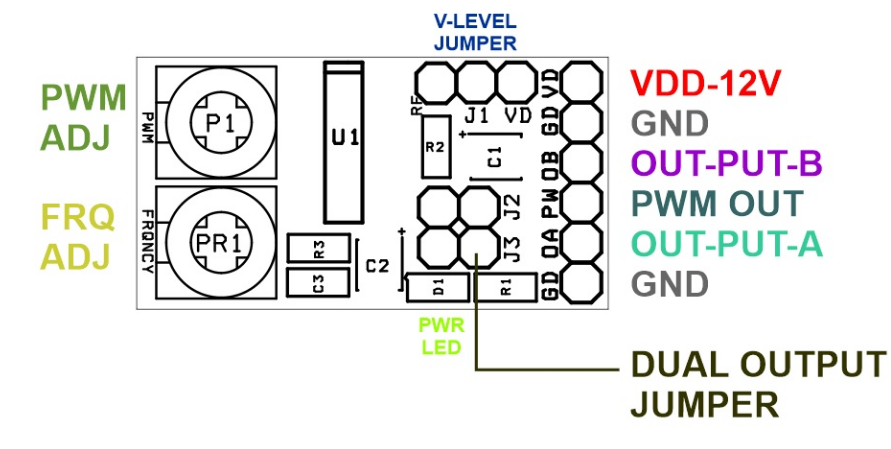 V-LEVEL
JUMPER
PWM
ADJ
FRQ
ADJ
PWM
P1
FRQNCY
PR1
U1
RF
J1 VD
R2
C1
J2
J3
R3
C3
C2
D1
R1
VD
GD
OB
PW
OA
GD
VDD-12V
GND
OUT-PUT-B
PWM OUT
OUT-PUT-A
GND
PWR
LED
DUAL OUTPUT
JUMPER